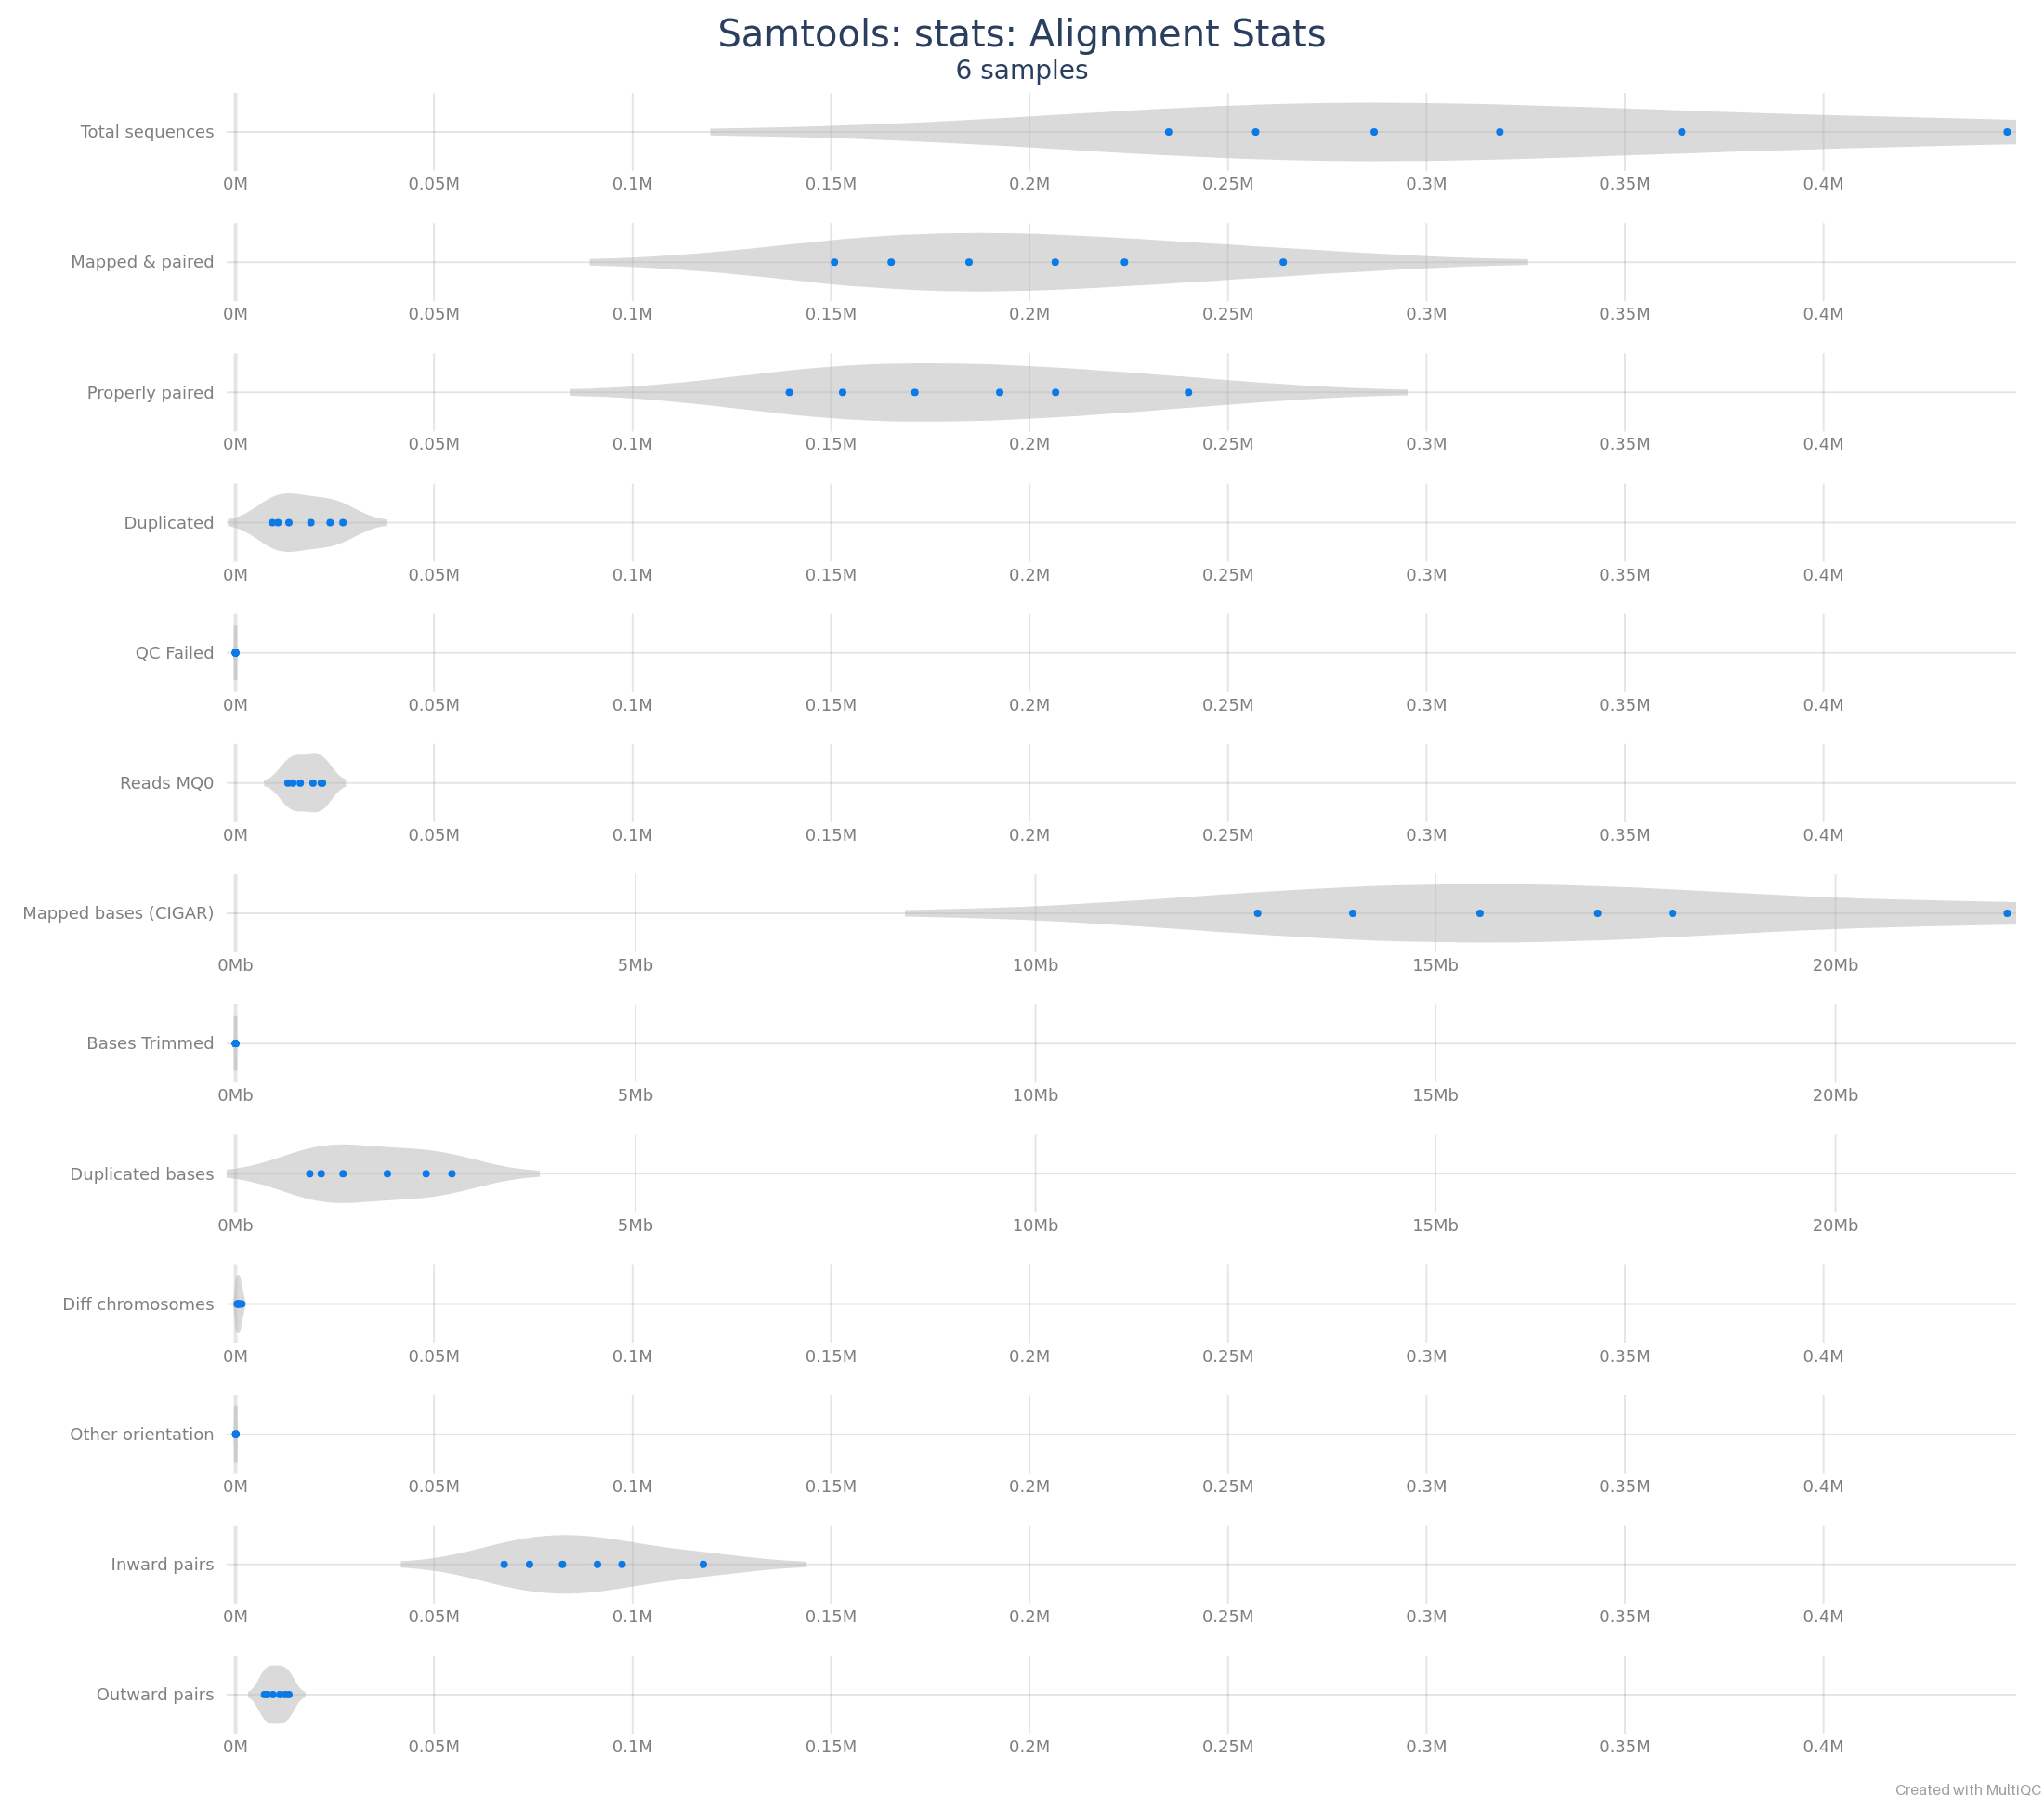 Samtools: stats: Alignment Stats
6 samples
Total sequences
0M 0.05M 0.1M 0.15M 0.2M 0.25M 0.3M 0.35M 0.4M
Mapped & paired
0M 0.05M 0.1M 0.15M 0.2M 0.25M 0.3M 0.35M 0.4M
Properly paired
0M 0.05M 0.1M 0.15M 0.2M 0.25M 0.3M 0.35M 0.4M
Duplicated
0M 0.05M 0.1M 0.15M 0.2M 0.25M 0.3M 0.35M 0.4M
QC Failed
0M 0.05M 0.1M 0.15M 0.2M 0.25M 0.3M 0.35M 0.4M
Reads MQ0
0M 0.05M 0.1M 0.15M 0.2M 0.25M 0.3M 0.35M 0.4M
Mapped bases (CIGAR)
0Mb 5Mb 10Mb 15Mb 20Mb
Bases Trimmed
0Mb 5Mb 10Mb 15Mb 20Mb
Duplicated bases
0Mb 5Mb 10Mb 15Mb 20Mb
Diff chromosomes
0M 0.05M 0.1M 0.15M 0.2M 0.25M 0.3M 0.35M 0.4M
Other orientation
0M 0.05M 0.1M 0.15M 0.2M 0.25M 0.3M 0.35M 0.4M
Inward pairs
0M 0.05M 0.1M 0.15M 0.2M 0.25M 0.3M 0.35M 0.4M
Outward pairs
0M 0.05M 0.1M 0.15M 0.2M 0.25M 0.3M 0.35M 0.4M
Created with MultiQC